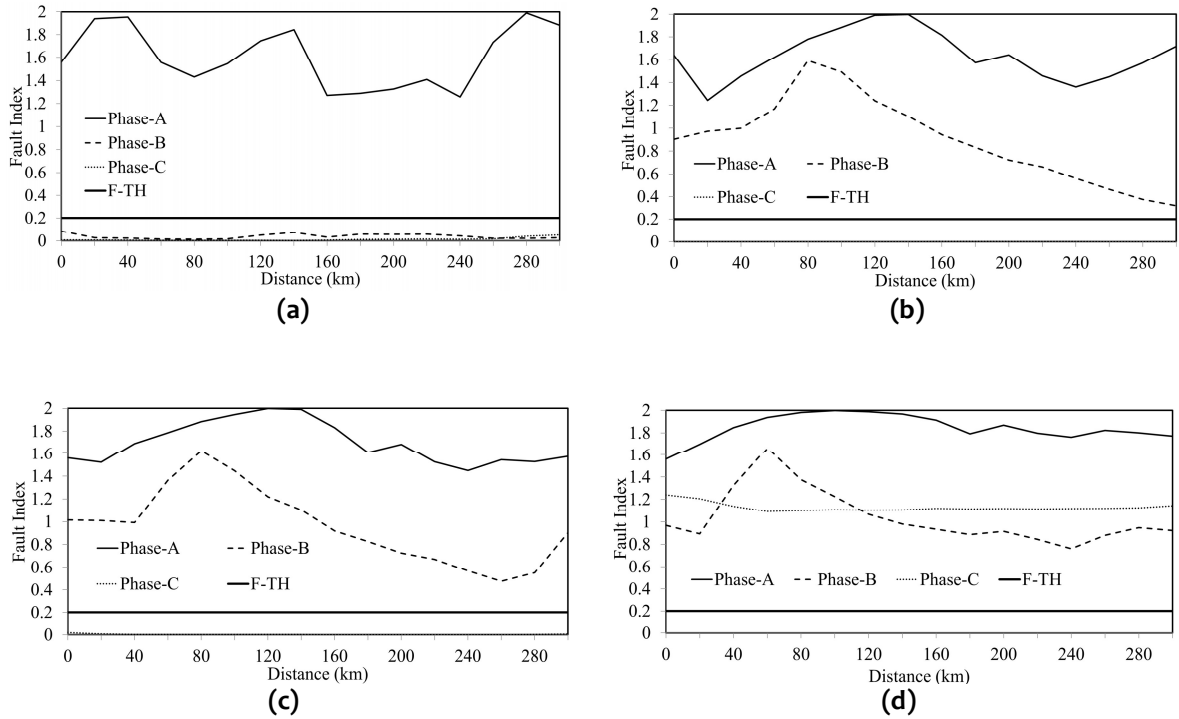 2
1.8
1.6
1.4
1.2
1
0.8
0.6
0.4
0.2
0
Fault Index
Phase-A
Phase-B
Phase-C
F-TH
0 40 80 120 160 200 240 280
Distance (km)
(a)
2
1.8
1.6
1.4
1.2
1
0.8
0.6
0.4
0.2
0
Fault Index
Phase-A Phase-B
Phase-C F-TH
0 40 80 120 160 200 240 280
Distance (km)
(b)
2
1.8
1.6
1.4
1.2
1
0.8
0.6
0.4
0.2
0
Fault Index
Phase-A Phase-B
Phase-C F-TH
0 40 80 120 160 200 240 280
Distance (km)
(c)
2
1.8
1.6
1.4
1.2
1
0.8
0.6
0.4
0.2
0
Fault Index
Phase-A Phase-B Phase-C F-TH
0 40 80 120 160 200 240 280
Distance (km)
(d)